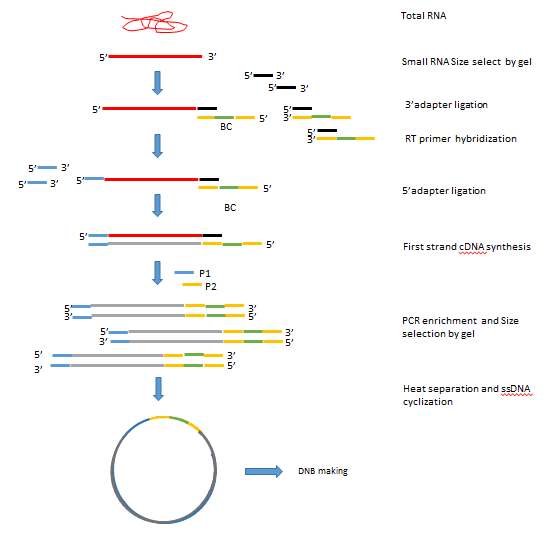 Total RNA
5’ 3’
Small RNA Size select by gel
5’ 3’
5’ 3’
5’ 5’
3’adapter ligation
5’ 3’
BC
5’
3’
RT primer hybridization
5’ 3’
5’ 3’
5’ 5’
5’adapter ligation
BC
5’
5’
First strand cDNA synthesis
P1
P2
5’ 3’
3’ 5’
PCR enrichment and Size
selection by gel
5’ 3’
3’ 5’
5’ 3’
3’ 5’
Heat separation and ssDNA
cyclization
DNB making